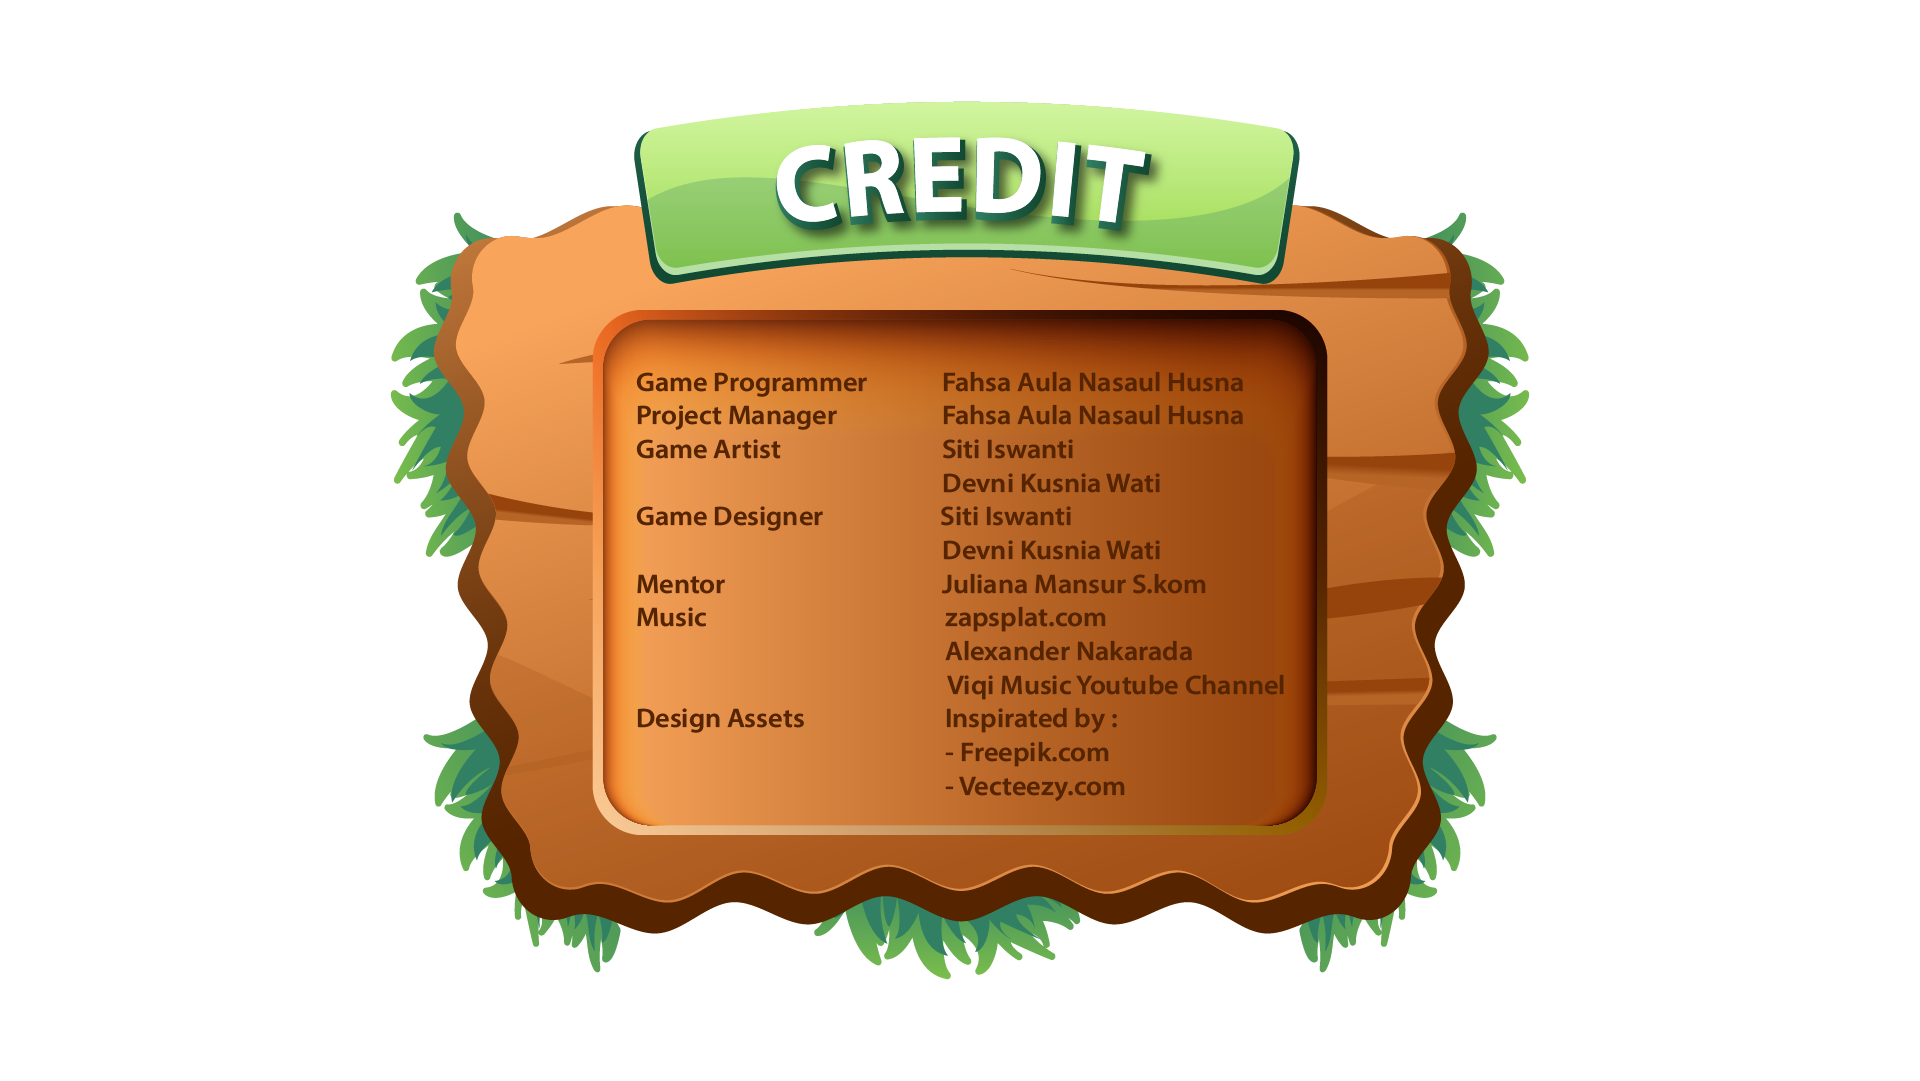 CREDIT
Game Programmer Fahsa Aula Nasaul Husna
Project Manager Fahsa Aula Nasaul Husna
Game Artist Siti Iswanti
Devni Kusnia Wati
Game Designer Siti Iswanti
Devni Kusnia Wati
Mentor Juliana Mansur S.kom
Music zapsplat.com
Alexander Nakarada
Viqi Music Youtube Channel
Design Assets Inspirated by :
- Freepik.com
- Vecteezy.com